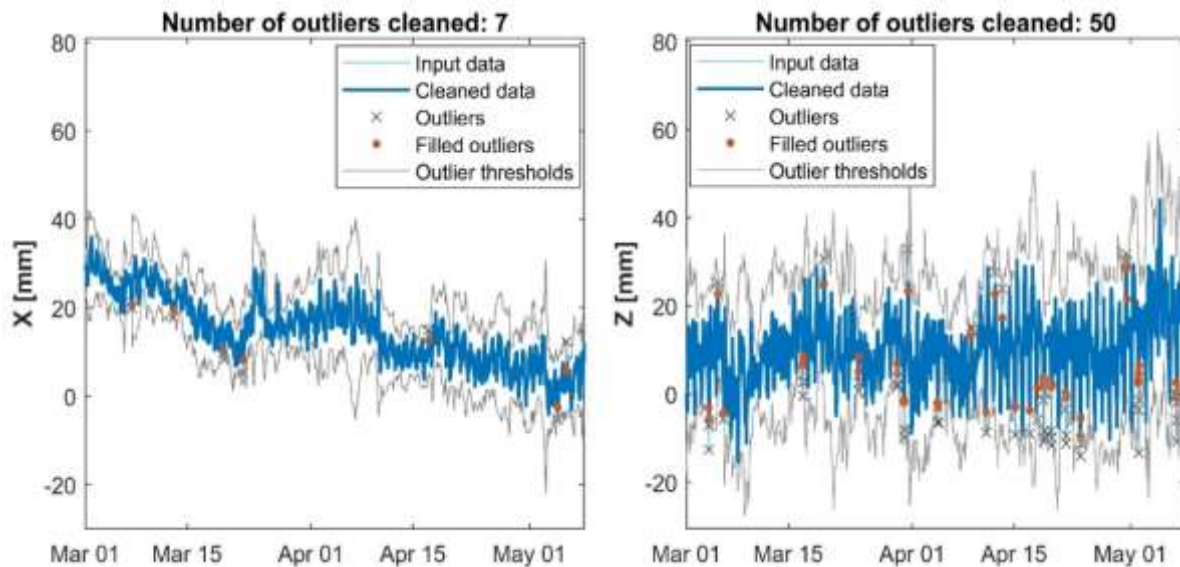 Number of outliers cleaned: 7
80
60
40
20
0
-20
X [mm]
Input data
Cleaned data
Outliers
Filled outliers
Outlier thresholds
Mar 01
Mar 15
Apr 01
Apr 15
May 01
Number of outliers cleaned: 50
80
60
40
20
0
-20
Z [mm]
Input data
Cleaned data
Outliers
Filled outliers
Outlier thresholds
Mar 01
Mar 15
Apr 01
Apr 15
May 01